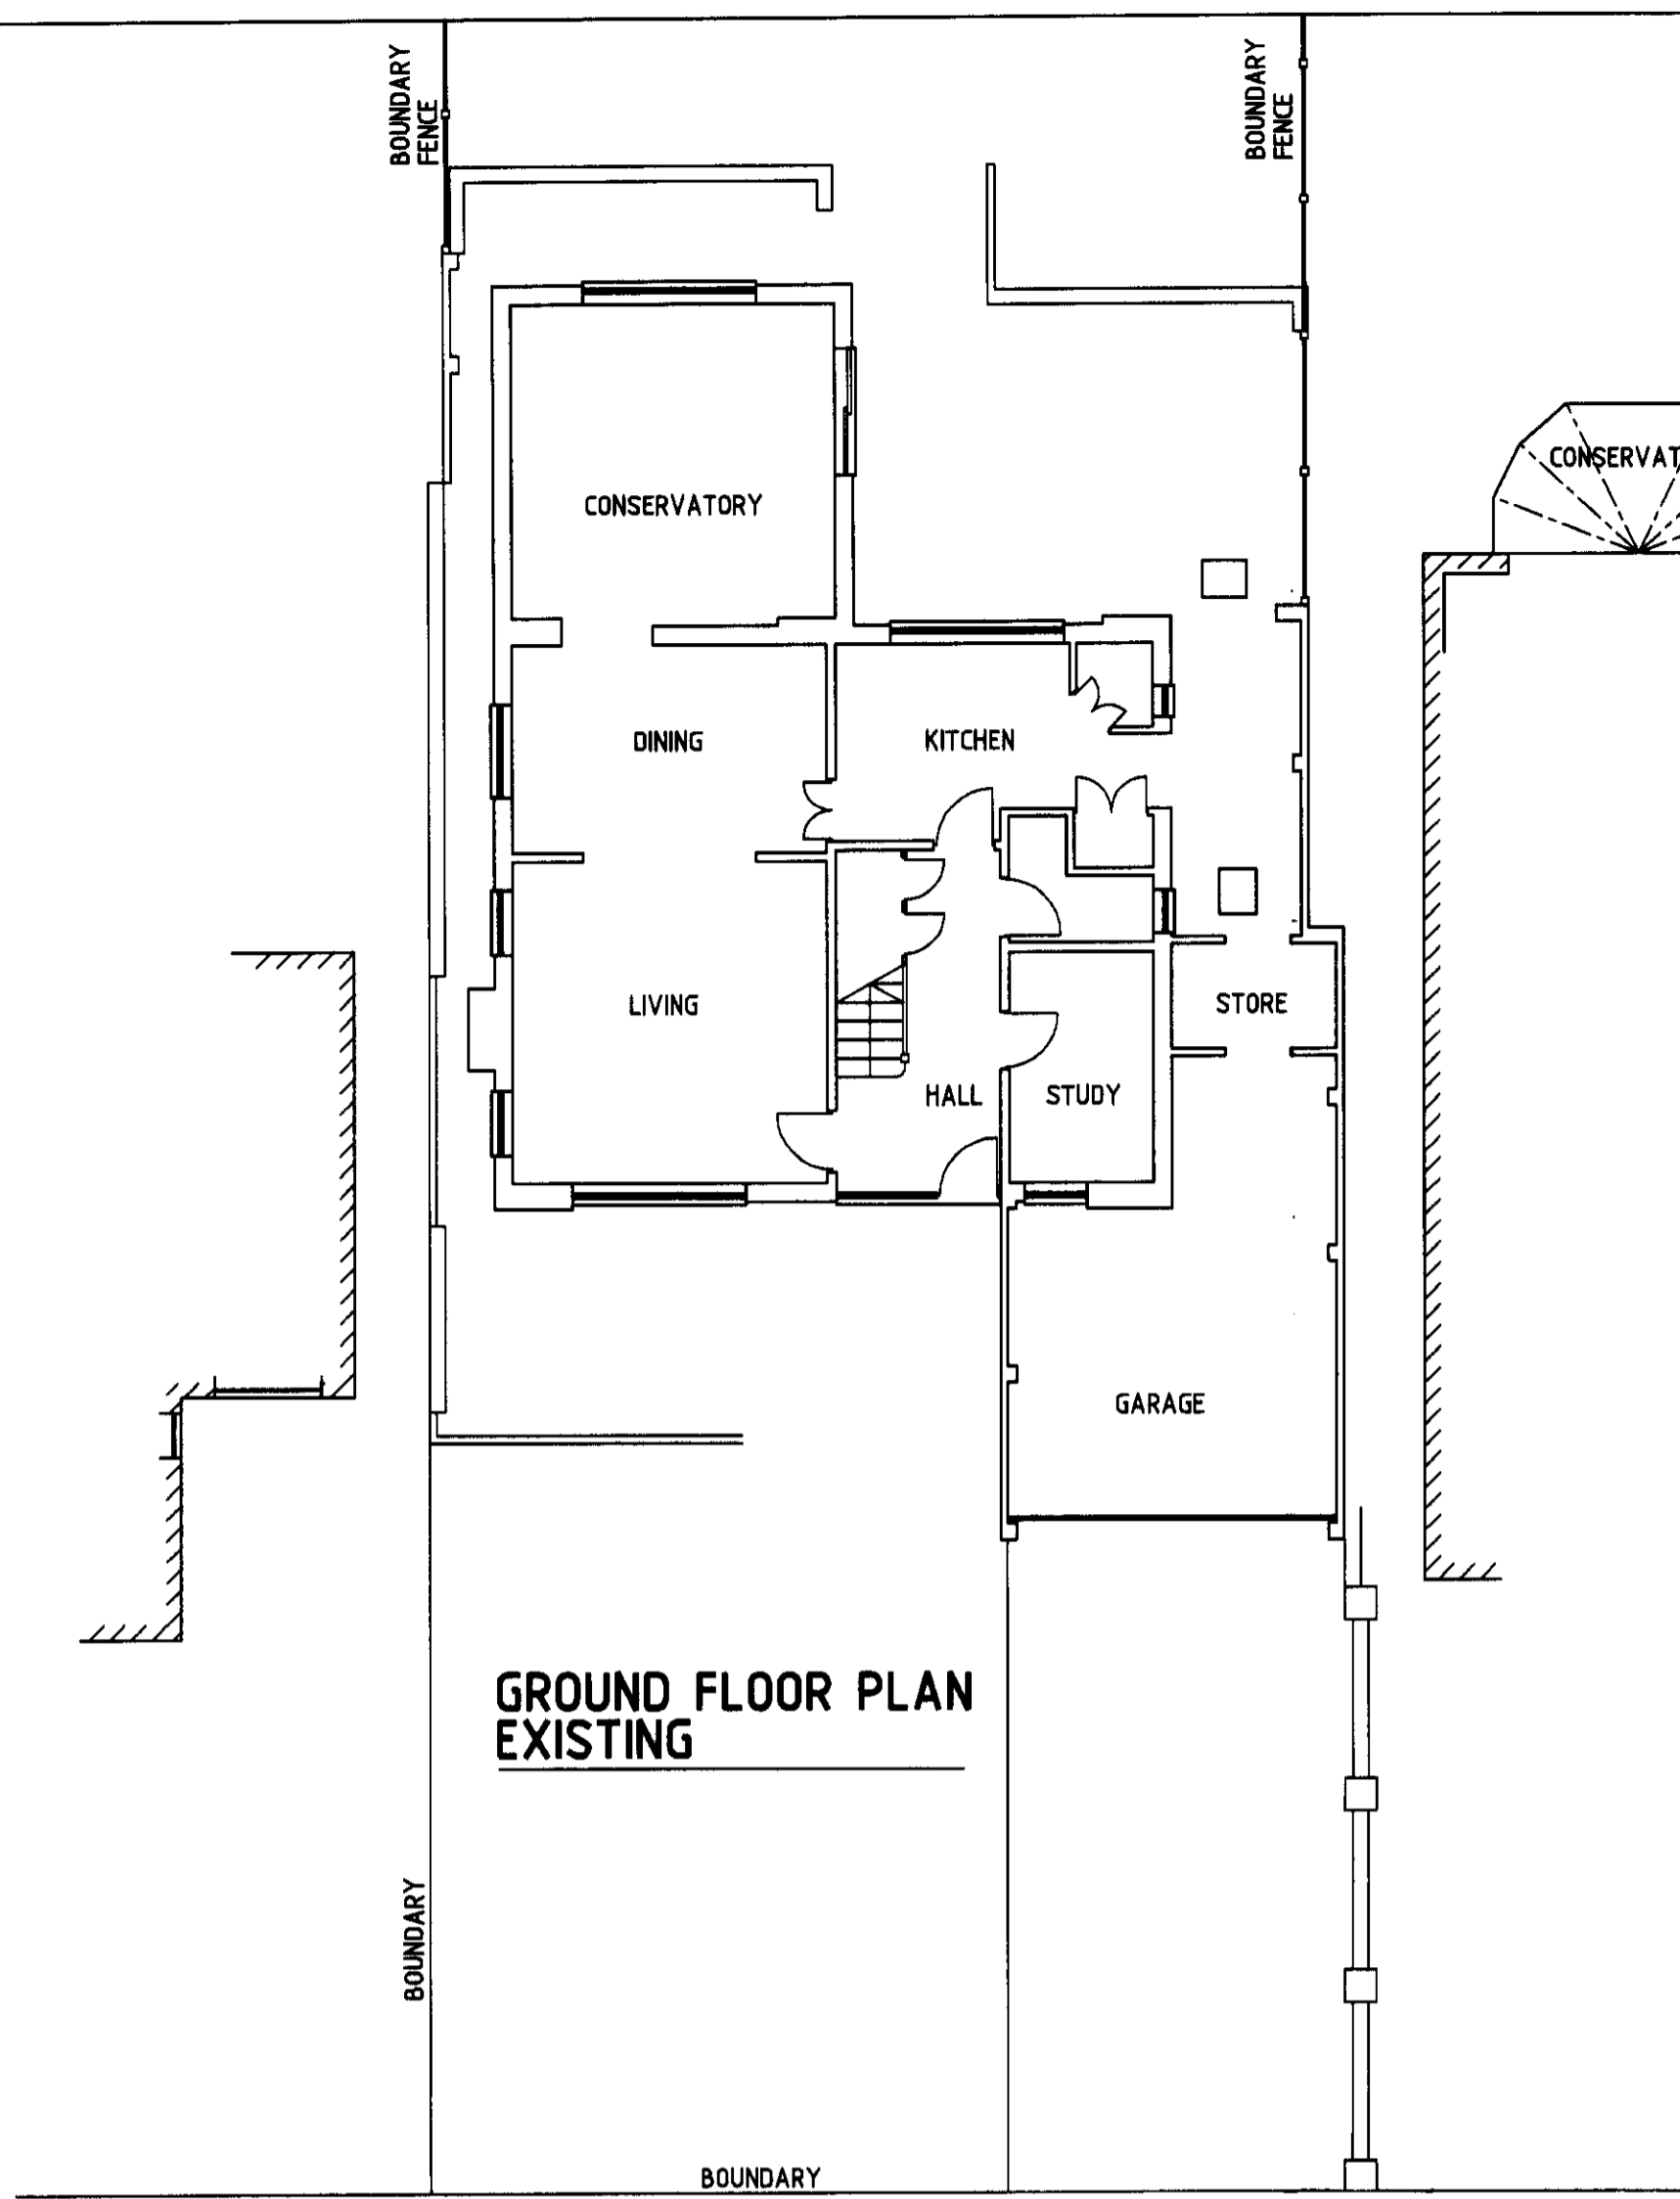 BOUNDARY
FENCE
BOUNDARY
FENCE
CONSERVAT
CONSERVATORY
DINING
KITCHEN
LIVING
STORE
HALL
STUDY
GARAGE
GROUND FLOOR PLAN
EXISTING
BOUNDARY
BOUNDARY